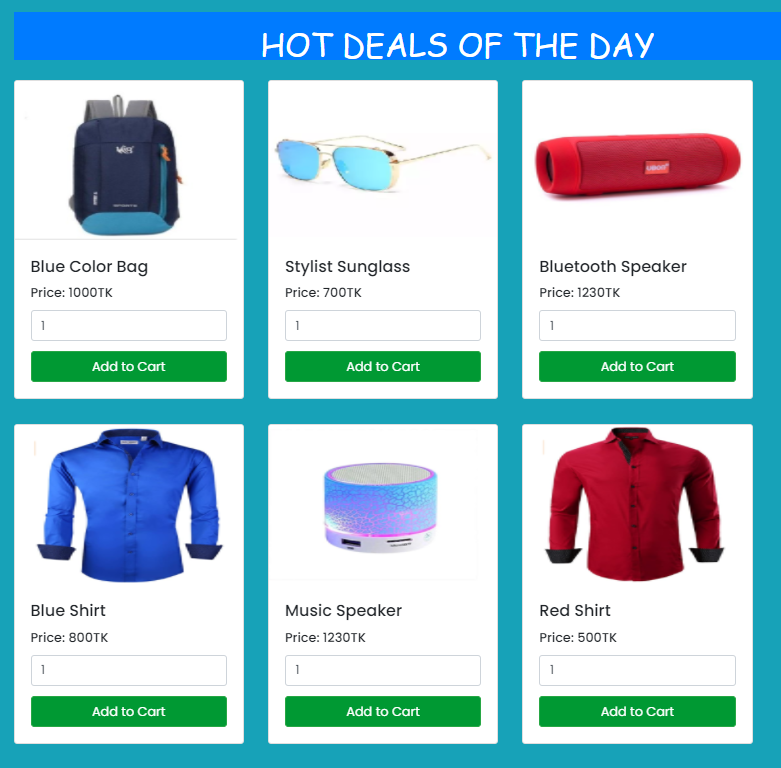 HOT DEALS OF THE DAY
Blue Color Bag
Price: 1000TK
1
Add to Cart
Stylist Sunglass
Price: 700TK
1
Add to Cart
Bluetooth Speaker
Price: 1230TK
1
Add to Cart
Blue Shirt
Price: 800TK
1
Add to Cart
Music Speaker
Price: 1230TK
1
Add to Cart
Red Shirt
Price: 500TK
1
Add to Cart